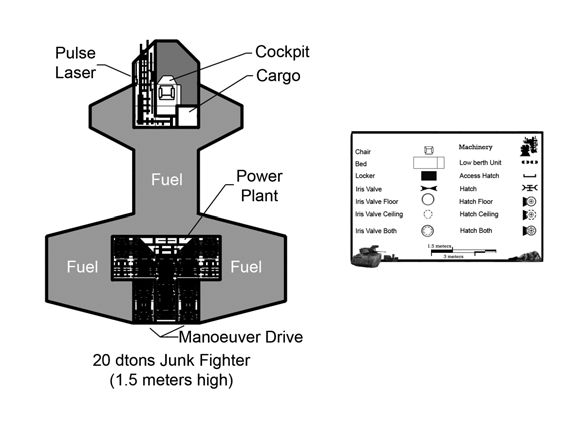 Pulse
Laser
Cockpit
Cargo
Fuel
Power
Plant
Fuel
Fuel
Manoeuver Drive
20 dtons Junk Fighter
(1.5 meters high)
Chair
Machinery
Bed
Low berth Unit
Locker
Access Hatch
Iris Valve
Hatch
Iris Valve Floor
Hatch Floor
Iris Valve Ceiling
Hatch Ceiling
Iris Valve Both
Hatch Both
1.5 meters
3 meters